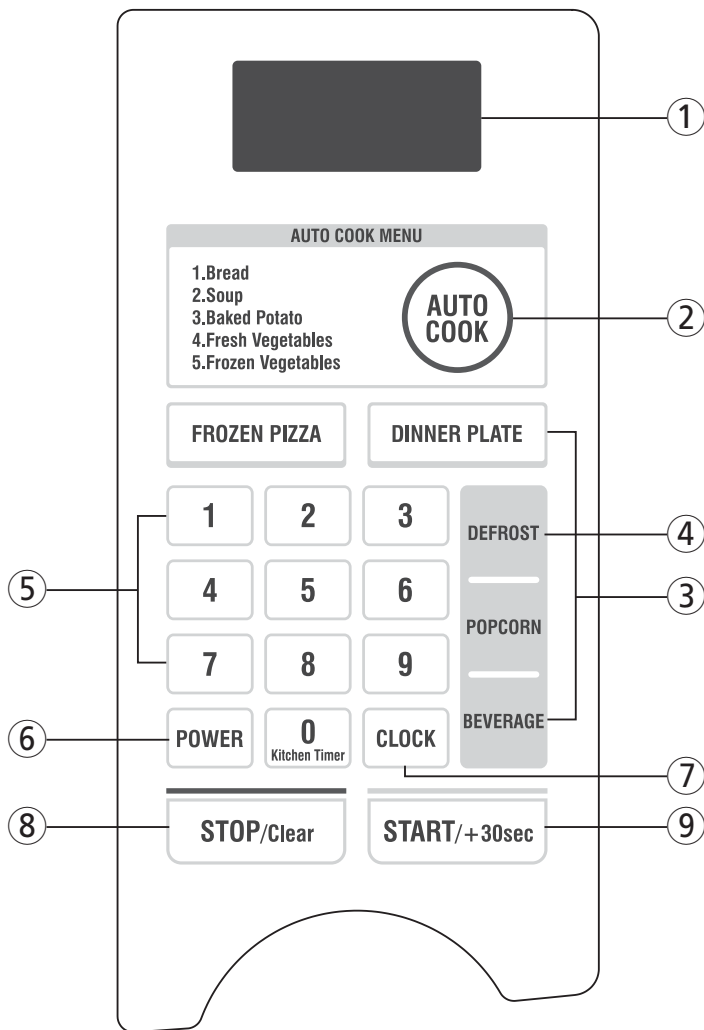 ①
AUTO COOK MENU
1.Bread
2.Soup
3.Baked Potato
4.Fresh Vegetables
5.Frozen Vegetables
AUTO
COOK
②
FROZEN PIZZA
DINNER PLATE
1
2
3
DEFROST
④
⑤
4
5
6
POPCORN
③
7
8
9
BEVERAGE
⑥
POWER
0
Kitchen Timer
CLOCK
⑦
⑧
STOP/Clear
START/+30sec
⑨